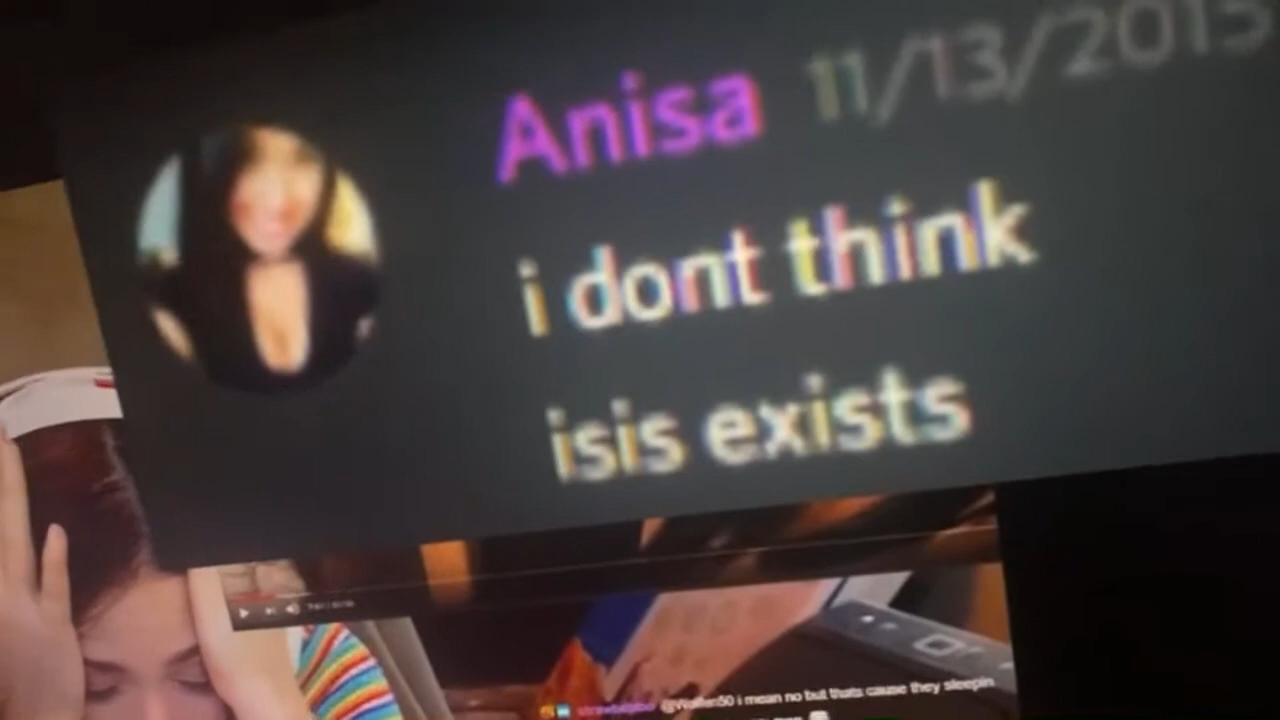 Anisa 11/13/2015
i dont think
isis exists
i mean no but thats cause they sleepin